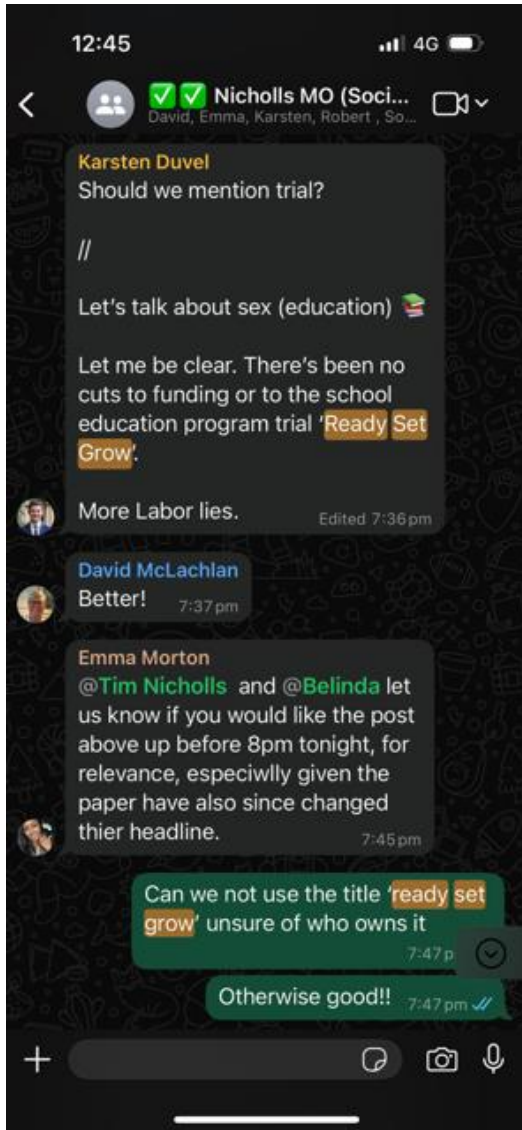 12:45
4G
✅✅ Nicholls MO (Soci...
David, Emma, Karsten, Robert , So...
Karsten Duvel
Should we mention trial?
//
Let's talk about sex (education) 📚
Let me be clear. There's been no
cuts to funding or to the school
education program trial 'Ready Set
Grow'.
More Labor lies.
Edited 7:36 pm
David McLachlan
Better!
7:37 pm
Emma Morton
@Tim Nicholls and @Belinda let
us know if you would like the post
above up before 8pm tonight, for
relevance, especiwlly given the
paper have also since changed
thier headline.
7:45 pm
Can we not use the title 'ready set
grow' unsure of who owns it
7:47 p
Otherwise good!!
7:47 pm